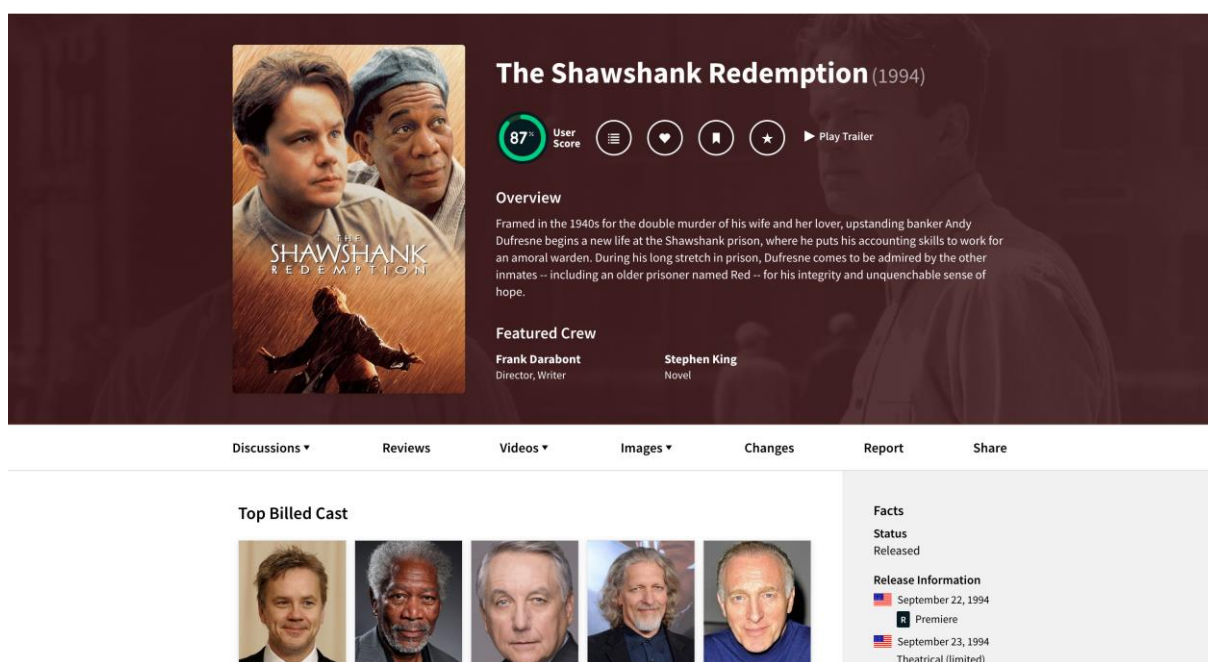 THE
SHAWSHANK
REDEMPTION
The Shawshank Redemption (1994)
87%
User
Score
Play Trailer
Overview
Framed in the 1940s for the double murder of his wife and her lover, upstanding banker Andy
Dufresne begins a new life at the Shawshank prison, where he puts his accounting skills to work for
an amoral warden. During his long stretch in prison, Dufresne comes to be admired by the other
inmates -- including an older prisoner named Red -- for his integrity and unquenchable sense of
hope.
Featured Crew
Frank Darabont
Director, Writer
Stephen King
Novel
Discussions Reviews Videos Images Changes Report Share
Top Billed Cast
Facts
Status
Released
Release Information
September 22, 1994
R Premiere
September 23, 1994
Theatrical (limited)